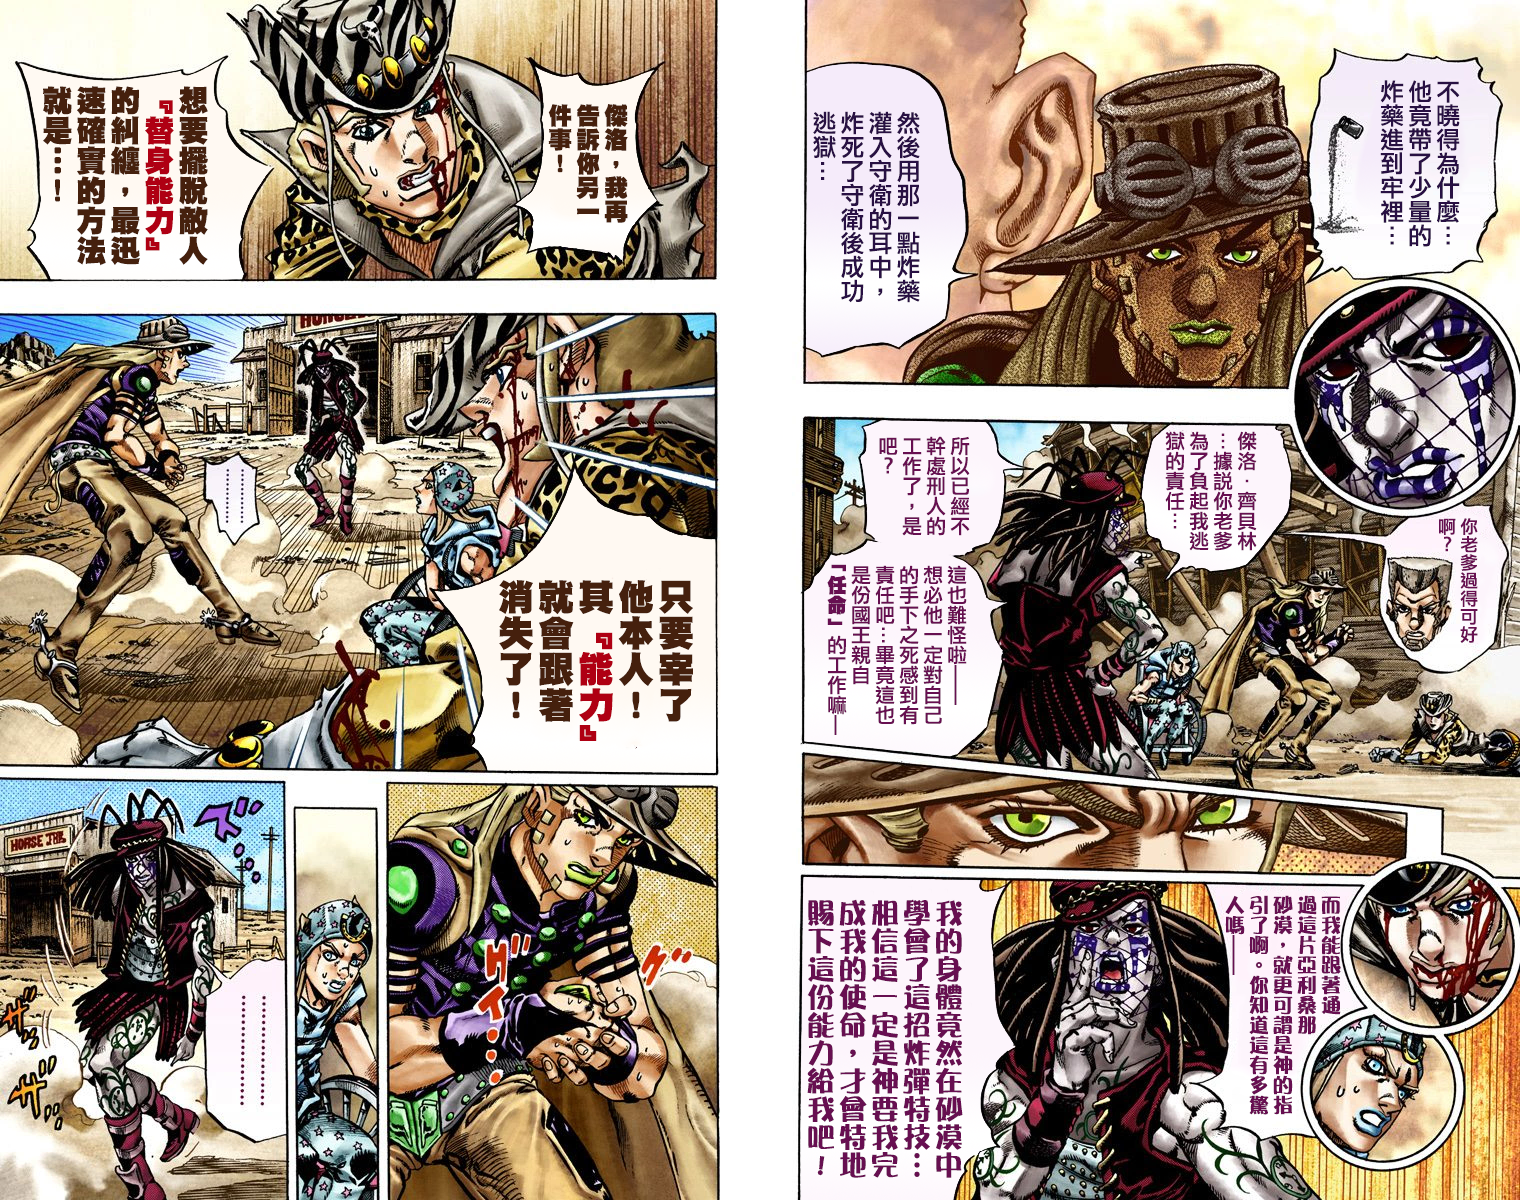 不曉得為什麼…
他竟帶了少量的
炸藥進到牢裡…
然後用那一點炸藥
灌入守衛的耳中，
炸死了守衛後成功
逃獄…
傑洛．齊貝林
…據說你老爹
為了負起我逃
獄的責任…
所以已經不
幹處刑人的
工作了，是
吧？
你老爹過得可好
啊？
這也難怪啦——
想必他一定對自己
的手下之死感到有
責任吧…畢竟這也
是份國王親自
「任命」的工作嘛—
而我能跟著通
過這片亞利桑那
砂漠，就更可謂是神的指
引了啊。你知道這有多驚
人嗎——
我的身體竟然在砂漠中
學會了這招炸彈特技…
相信這一定是神要我完
成我的使命，才會特地
賜下這份能力給我吧！
傑洛，我再
告訴你另一
件事！
想要擺脫敵人
『替身能力』
的糾纏，最迅
速確實的方法
就是…！
HORSE
…………
只要宰了
他本人！
其『能力』
就會跟著
消失了！
グッ
グイ…
HORSE JHR.
ズズ…
……………
ザッ
ザザ